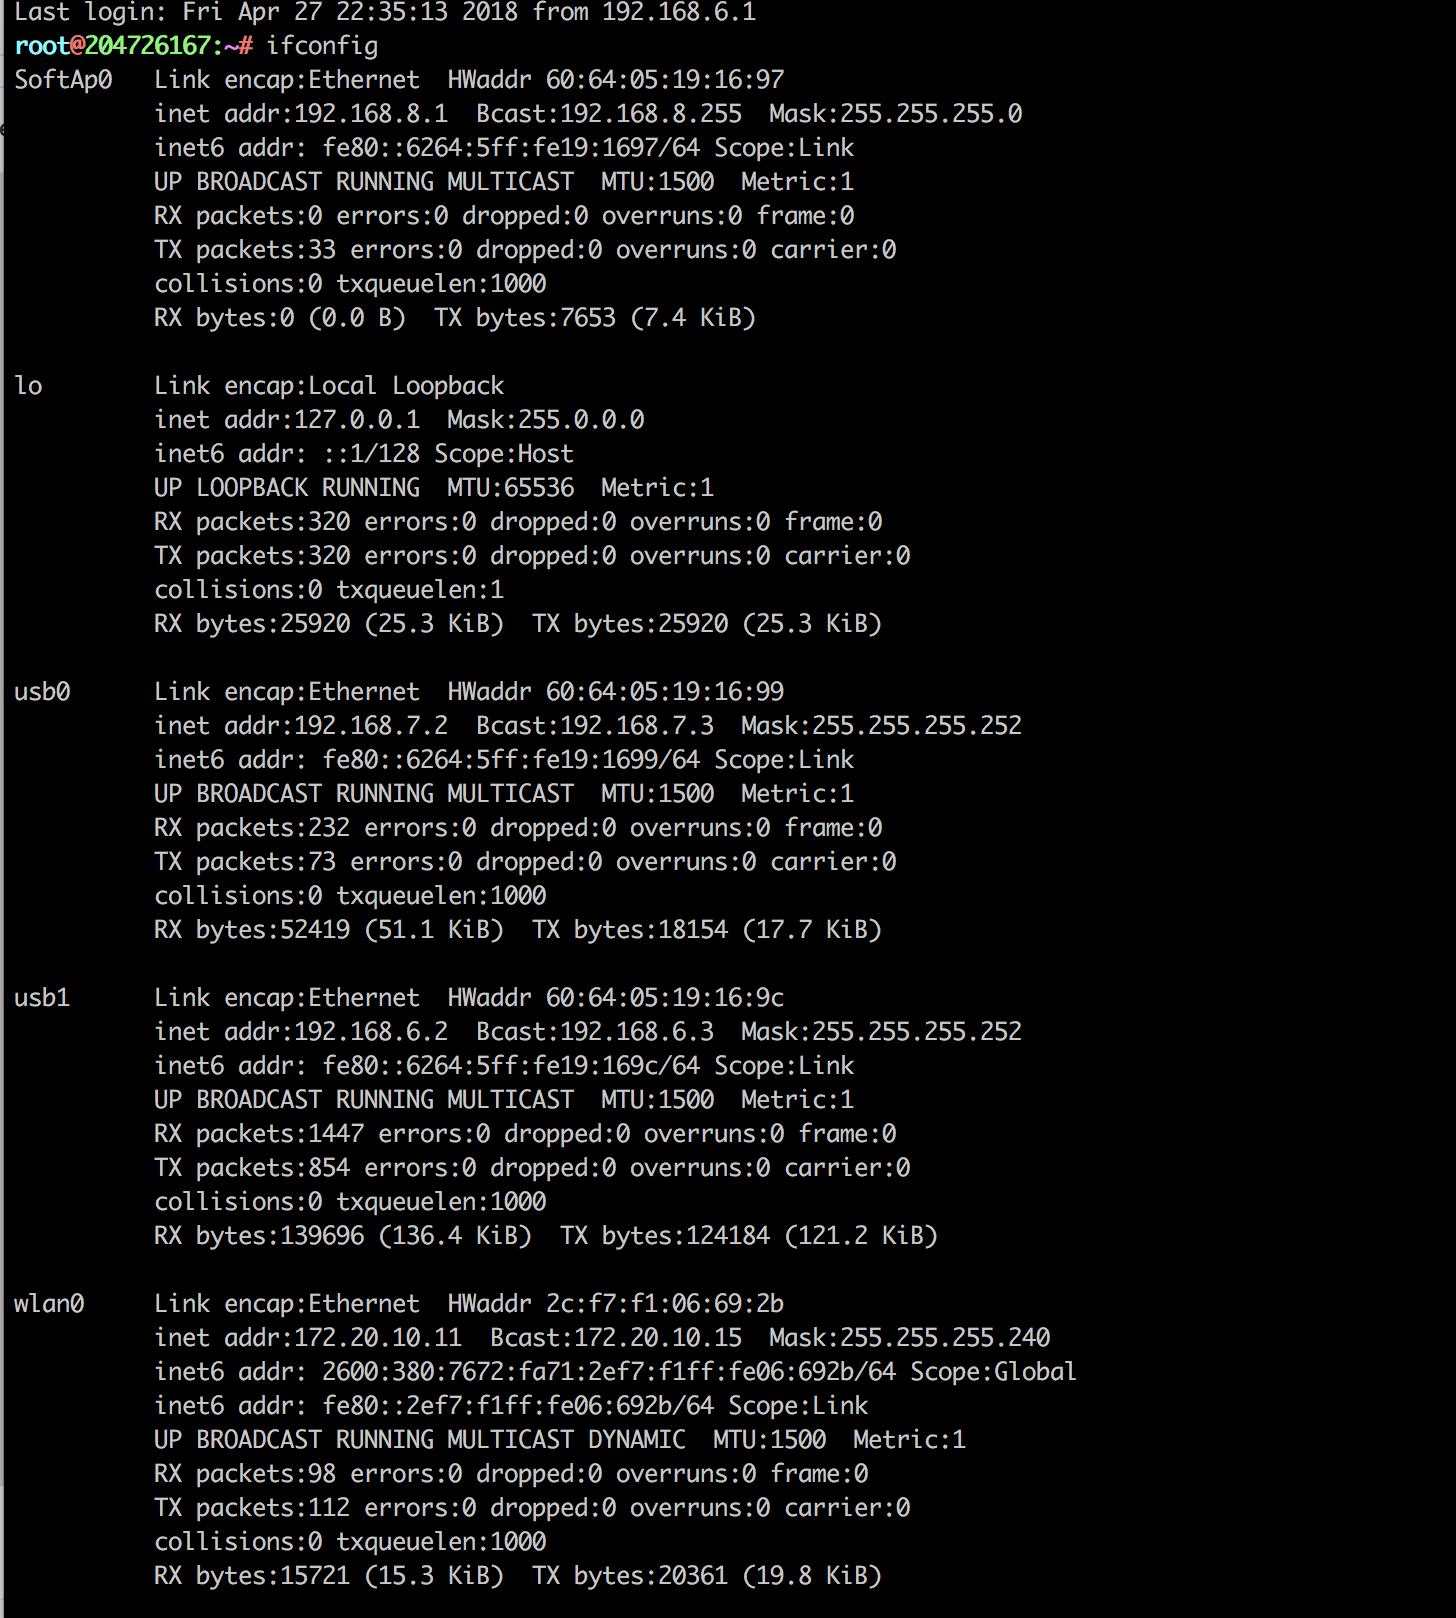 Last login: Fri Apr 27 22:35:13 2018 from 192.168.6.1
root@204726167:~# ifconfig
SoftAp0   Link encap:Ethernet  HWaddr 60:64:05:19:16:97
          inet addr:192.168.8.1  Bcast:192.168.8.255  Mask:255.255.255.0
          inet6 addr: fe80::6264:5ff:fe19:1697/64 Scope:Link
          UP BROADCAST RUNNING MULTICAST  MTU:1500  Metric:1
          RX packets:0 errors:0 dropped:0 overruns:0 frame:0
          TX packets:33 errors:0 dropped:0 overruns:0 carrier:0
          collisions:0 txqueuelen:1000
          RX bytes:0 (0.0 B)  TX bytes:7653 (7.4 KiB)

lo        Link encap:Local Loopback
          inet addr:127.0.0.1  Mask:255.0.0.0
          inet6 addr: ::1/128 Scope:Host
          UP LOOPBACK RUNNING  MTU:65536  Metric:1
          RX packets:320 errors:0 dropped:0 overruns:0 frame:0
          TX packets:320 errors:0 dropped:0 overruns:0 carrier:0
          collisions:0 txqueuelen:1
          RX bytes:25920 (25.3 KiB)  TX bytes:25920 (25.3 KiB)

usb0      Link encap:Ethernet  HWaddr 60:64:05:19:16:99
          inet addr:192.168.7.2  Bcast:192.168.7.3  Mask:255.255.255.252
          inet6 addr: fe80::6264:5ff:fe19:1699/64 Scope:Link
          UP BROADCAST RUNNING MULTICAST  MTU:1500  Metric:1
          RX packets:232 errors:0 dropped:0 overruns:0 frame:0
          TX packets:73 errors:0 dropped:0 overruns:0 carrier:0
          collisions:0 txqueuelen:1000
          RX bytes:52419 (51.1 KiB)  TX bytes:18154 (17.7 KiB)

usb1      Link encap:Ethernet  HWaddr 60:64:05:19:16:9c
          inet addr:192.168.6.2  Bcast:192.168.6.3  Mask:255.255.255.252
          inet6 addr: fe80::6264:5ff:fe19:169c/64 Scope:Link
          UP BROADCAST RUNNING MULTICAST  MTU:1500  Metric:1
          RX packets:1447 errors:0 dropped:0 overruns:0 frame:0
          TX packets:854 errors:0 dropped:0 overruns:0 carrier:0
          collisions:0 txqueuelen:1000
          RX bytes:139696 (136.4 KiB)  TX bytes:124184 (121.2 KiB)

wlan0     Link encap:Ethernet  HWaddr 2c:f7:f1:06:69:2b
          inet addr:172.20.10.11  Bcast:172.20.10.15  Mask:255.255.255.240
          inet6 addr: 2600:380:7672:fa71:2ef7:f1ff:fe06:692b/64 Scope:Global
          inet6 addr: fe80::2ef7:f1ff:fe06:692b/64 Scope:Link
          UP BROADCAST RUNNING MULTICAST DYNAMIC  MTU:1500  Metric:1
          RX packets:98 errors:0 dropped:0 overruns:0 frame:0
          TX packets:112 errors:0 dropped:0 overruns:0 carrier:0
          collisions:0 txqueuelen:1000
          RX bytes:15721 (15.3 KiB)  TX bytes:20361 (19.8 KiB)